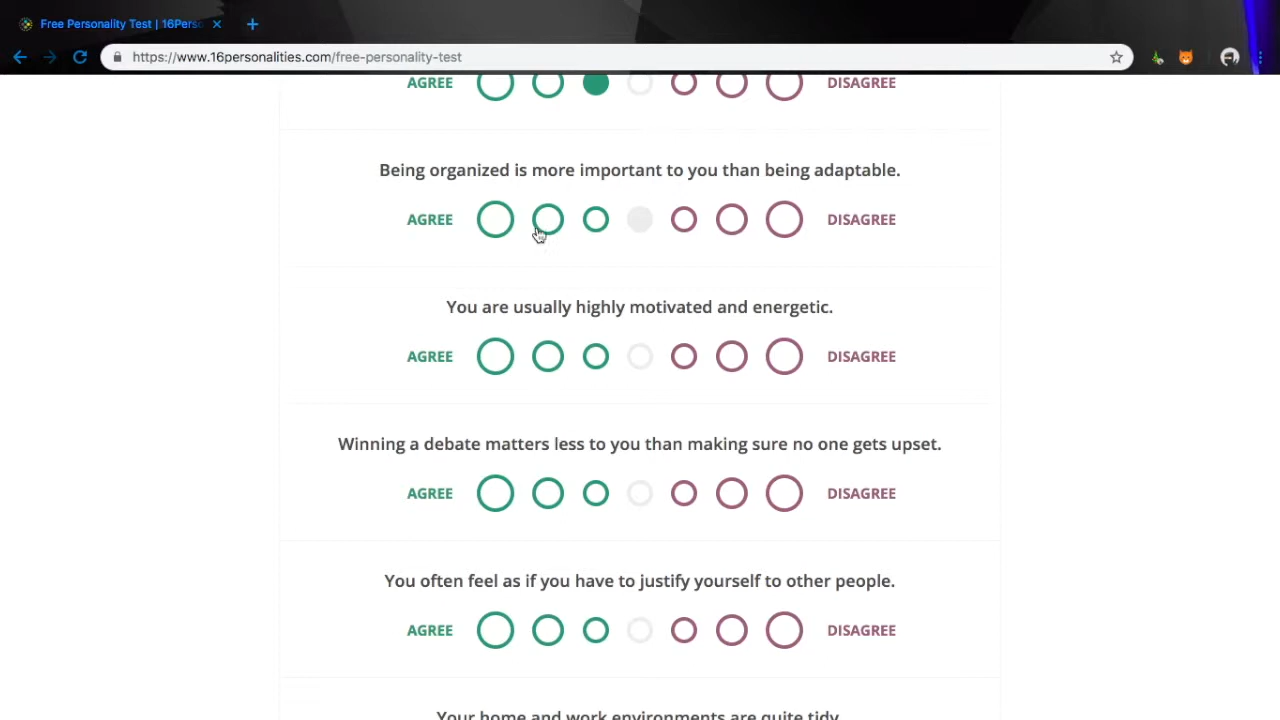 Free Personality Test | 16Perso
https://www.16personalities.com/free-personality-test
AGREE DISAGREE
Being organized is more important to you than being adaptable.
AGREE DISAGREE
You are usually highly motivated and energetic.
AGREE DISAGREE
Winning a debate matters less to you than making sure no one gets upset.
AGREE DISAGREE
You often feel as if you have to justify yourself to other people.
AGREE DISAGREE
Your home and work environments are quite tidy.